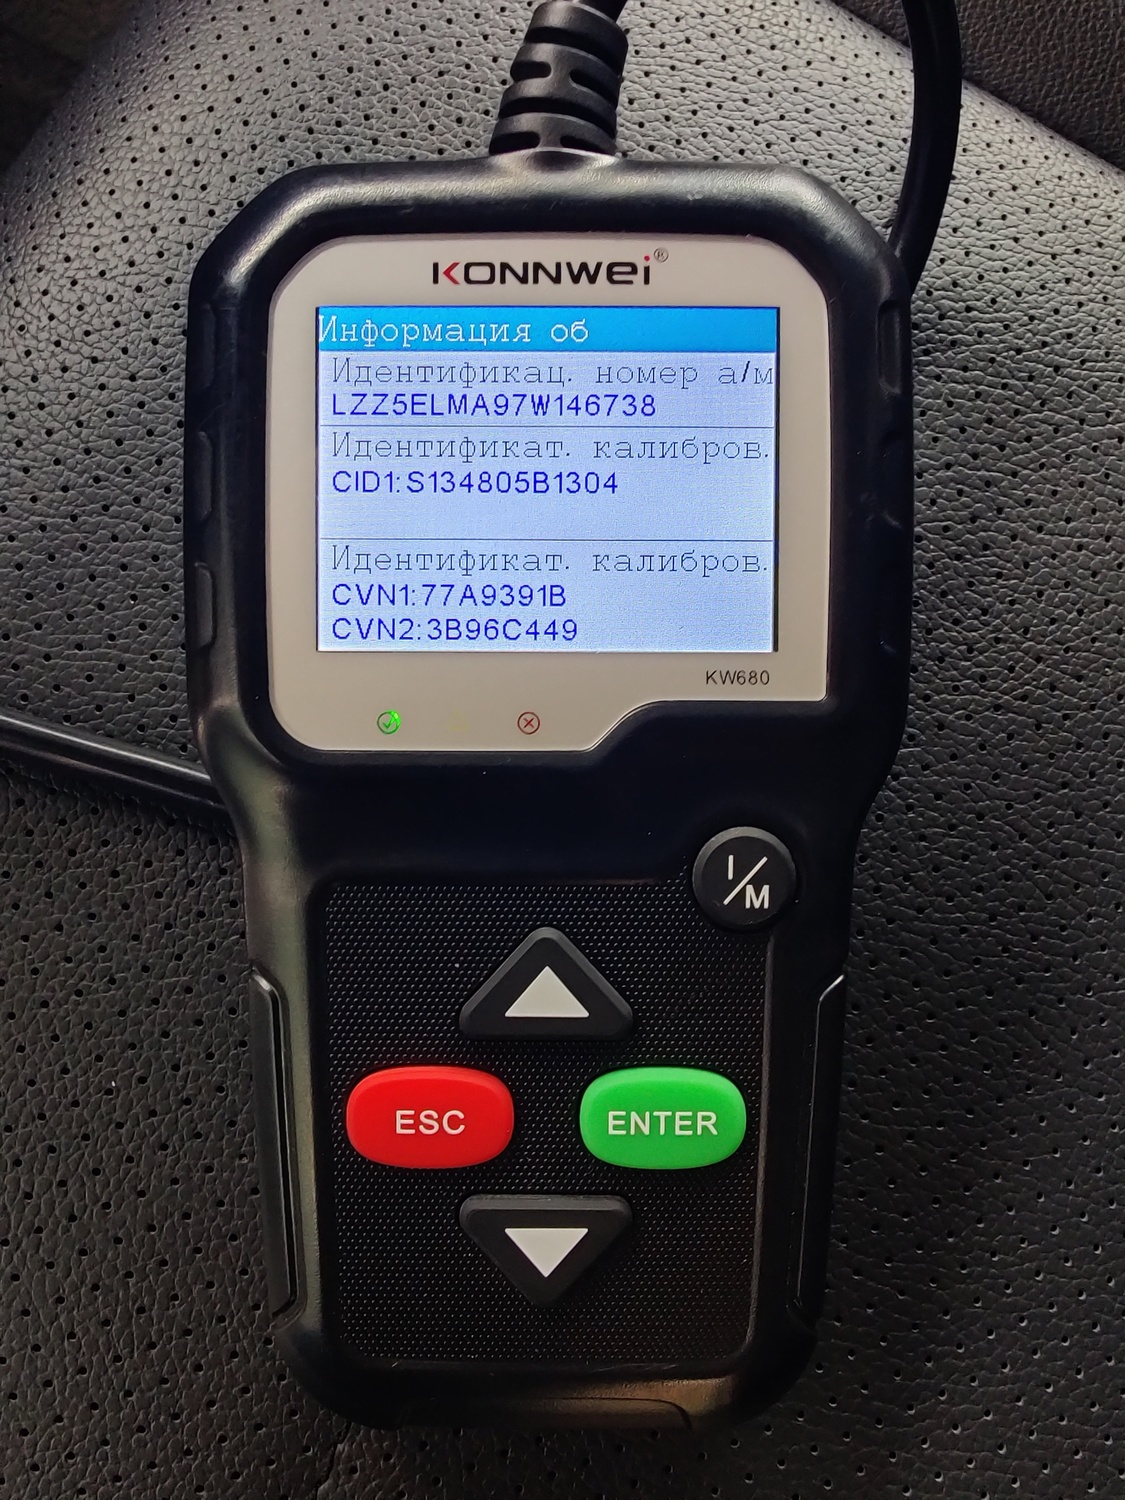 KONNWEI®
Информация об
Идентификац. номер а/м
LZZ5ELMA97W146738
Идентификат. калибров.
CID1:S134805B1304
Идентификат. калибров.
CVN1:77A9391B
CVN2:3B96C449
KW680
I/M
ESC
ENTER